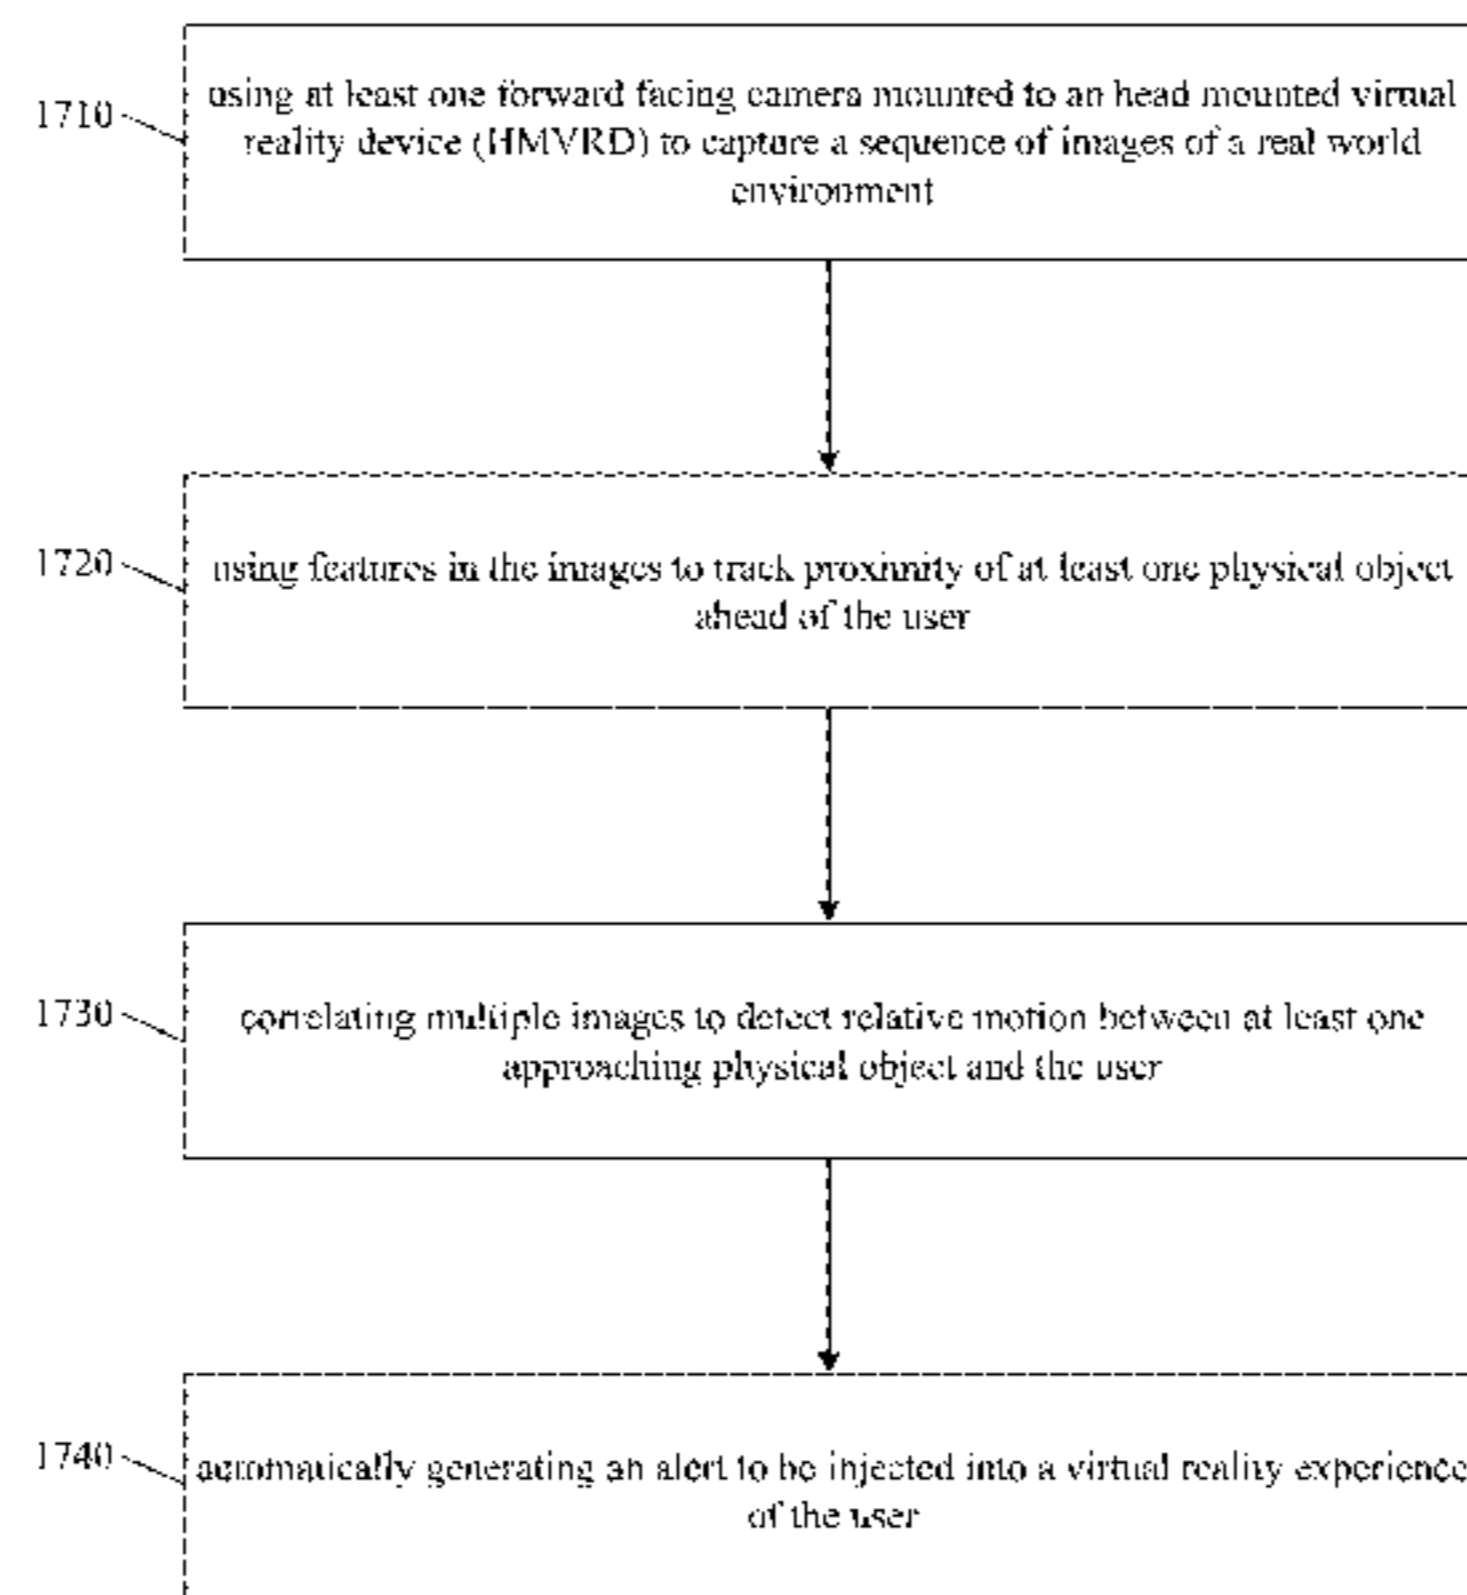 1710
using at least one forward facing camera mounted to an head mounted virtual
reality device (HMVRD) to capture a sequence of images of a real world
environment
1720
using features in the images to track proximity of at least one physical object
ahead of the user
1730
correlating multiple images to detect relative motion between at least one
approaching physical object and the user
1740
automatically generating an alert to be injected into a virtual reality experience
of the user